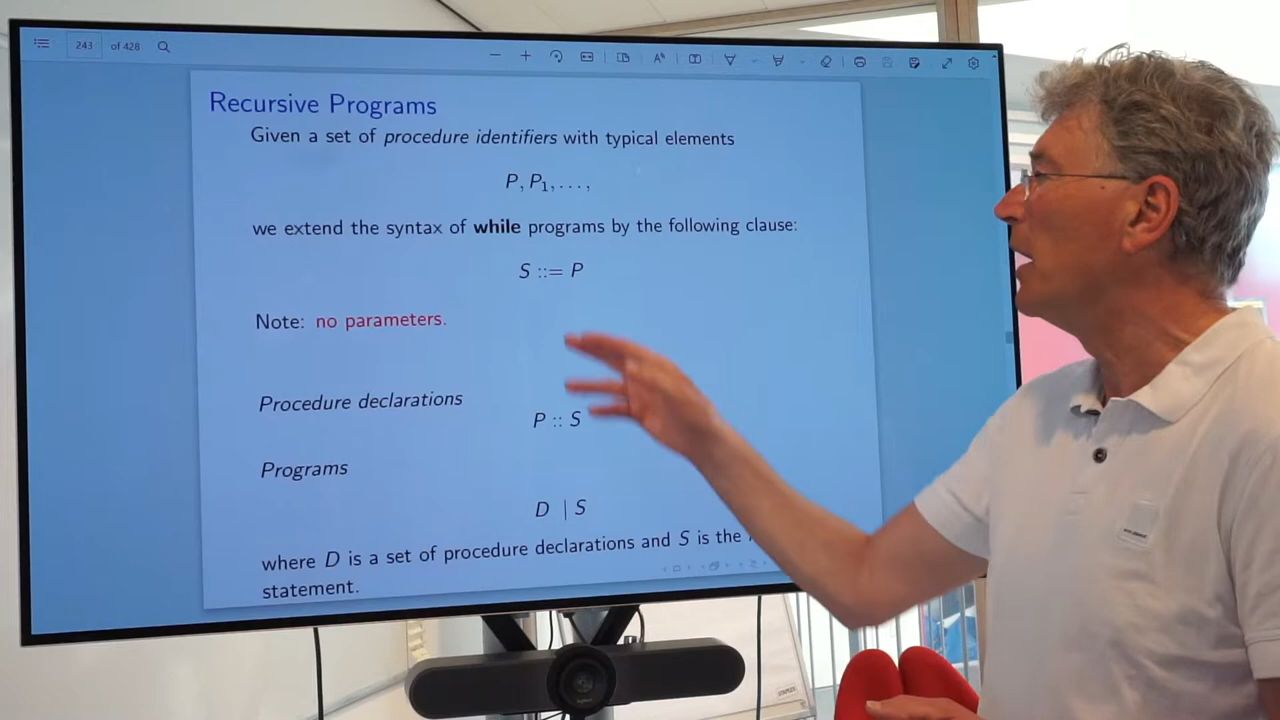 243 of 428
Recursive Programs
Given a set of procedure identifiers with typical elements
P, P₁, . . . ,
we extend the syntax of while programs by the following clause:
S ::= P
Note: no parameters.
Procedure declarations
P :: S
Programs
D | S
where D is a set of procedure declarations and S is the
statement.